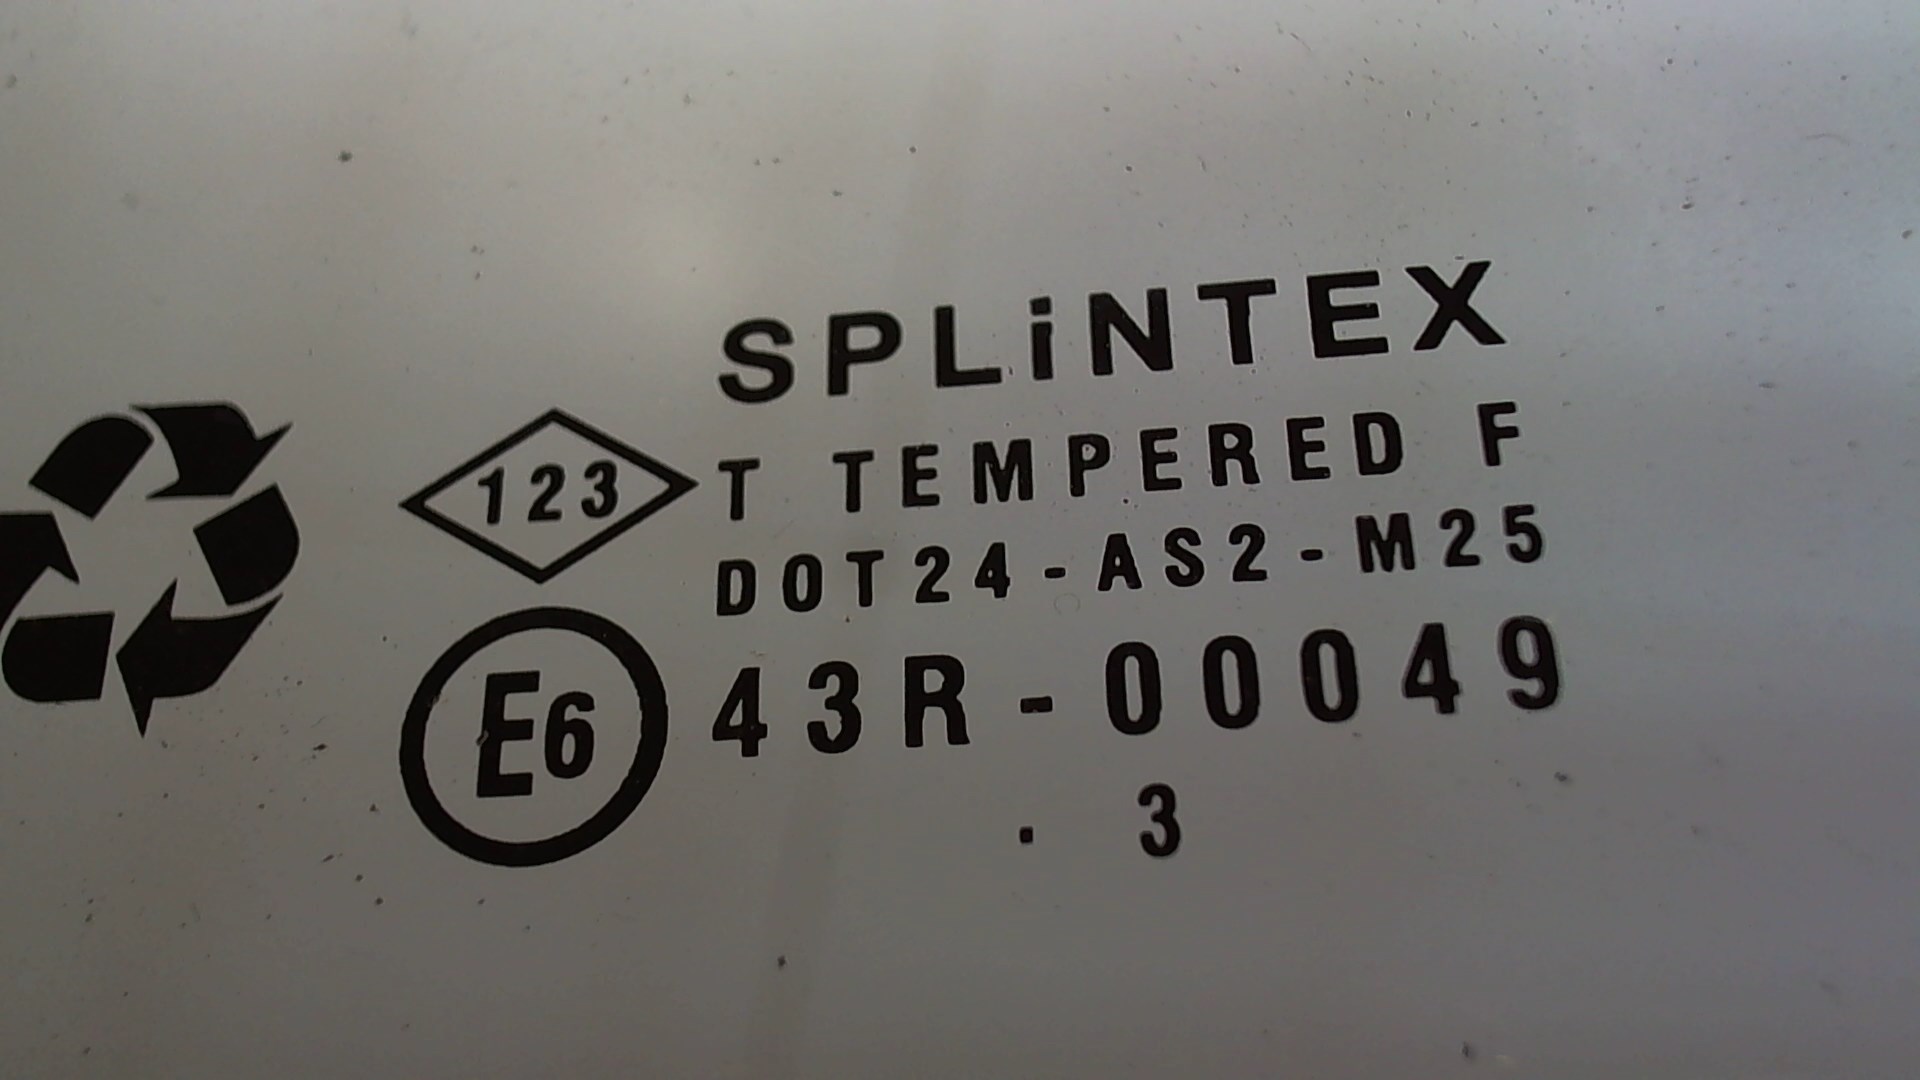 SPLiNTEX
123 T TEMPERED F
DOT24-AS2-M25
E6 43R-00049
. 3